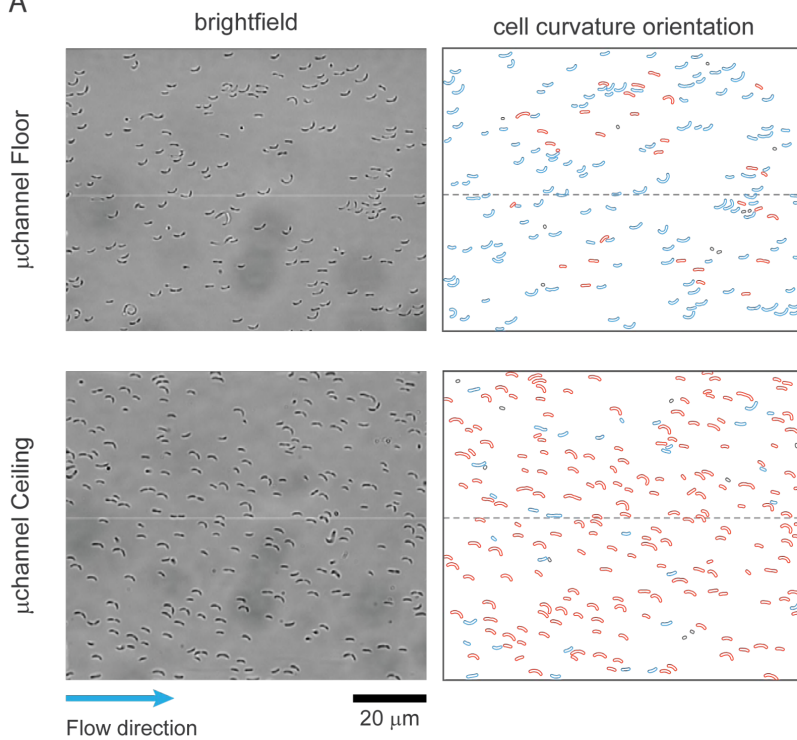 A
brightfield
cell curvature orientation
μchannel Floor
μchannel Ceiling
Flow direction
20 μm